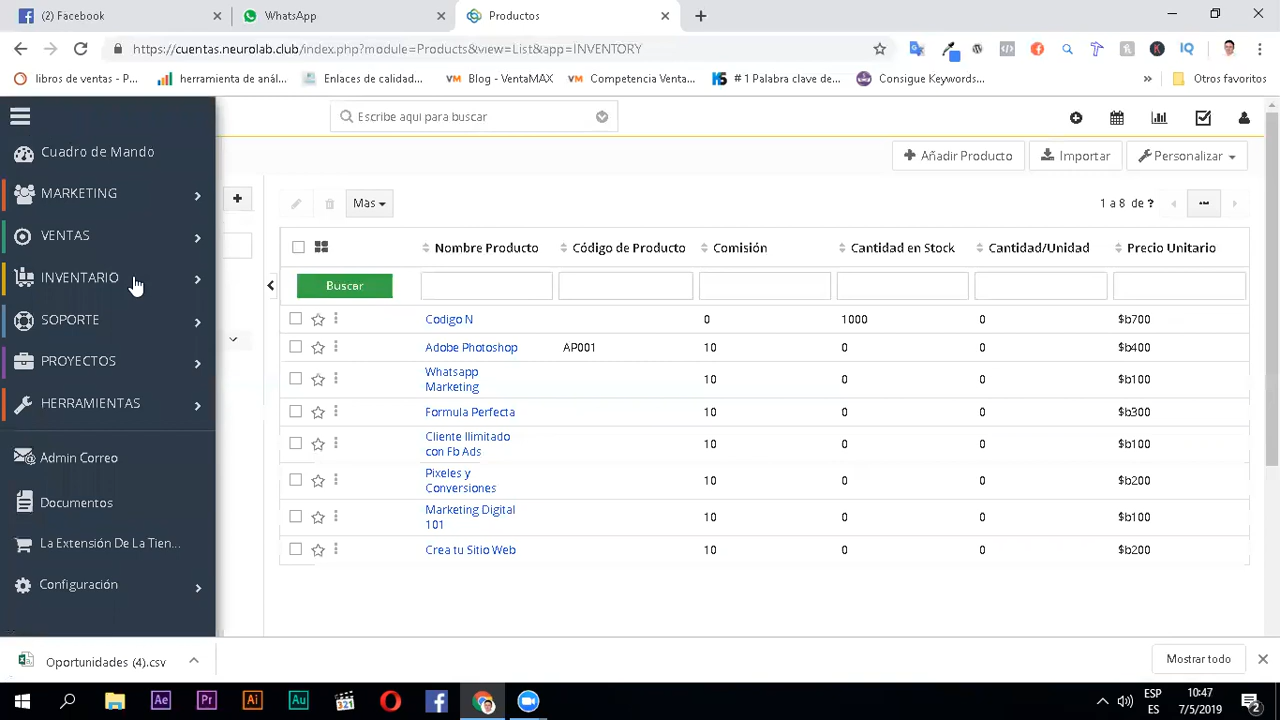 (2) Facebook
WhatsApp
Productos
https://cuentas.neurolab.club/index.php?module=Products&view=List&app=INVENTORY
libros de ventas - P...
herramienta de anál...
Enlaces de calidad...
Blog - VentaMAX
Competencia Venta...
# 1 Palabra clave de...
Consigue Keywords...
»
Otros favoritos
Escribe aqui para buscar
Cuadro de Mando
MARKETING
VENTAS
INVENTARIO
SOPORTE
PROYECTOS
HERRAMIENTAS
Admin Correo
Documentos
La Extensión De La Tien...
Configuración
Añadir Producto
Importar
Personalizar
Mas
1 a 8 de ?
Nombre Producto Código de Producto Comisión Cantidad en Stock Cantidad/Unidad Precio Unitario
Buscar
Codigo N 0 1000 0 $b700
Adobe Photoshop AP001 10 0 0 $b400
Whatsapp
Marketing 10 0 0 $b100
Formula Perfecta 10 0 0 $b300
Cliente Ilimitado
con Fb Ads 10 0 0 $b100
Pixeles y
Conversiones 10 0 0 $b200
Marketing Digital
101 10 0 0 $b100
Crea tu Sitio Web 10 0 0 $b200
Oportunidades (4).csv
Mostrar todo
Ae
Pr
Ai
Au
321
ESP
ES
10:47
7/5/2019
2